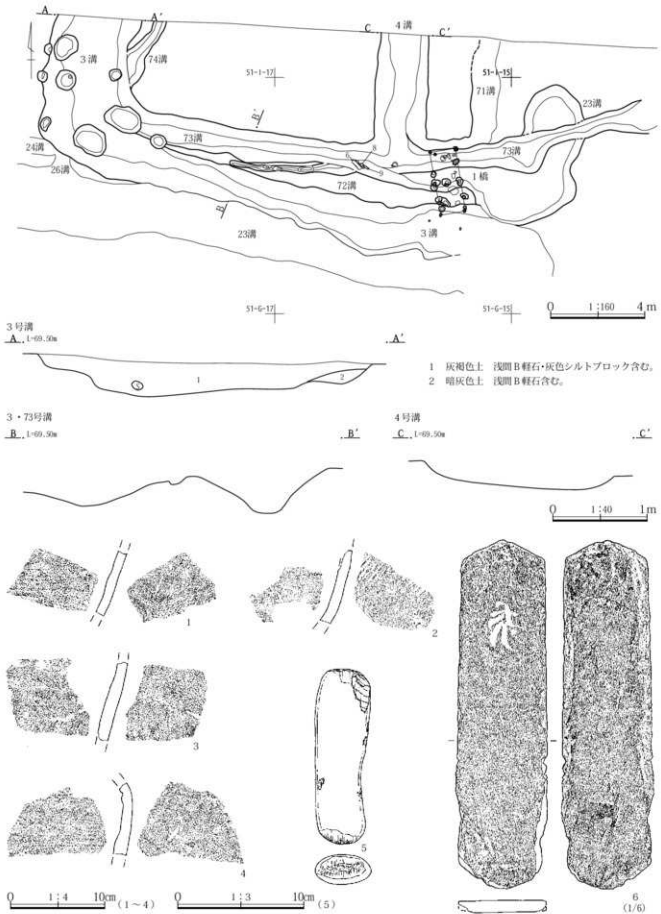 A A′ C 4溝 C′
3溝 74溝 51-I-17 71溝 51-I-15 23溝
B′
73溝 8 6 9 73溝
24溝
26溝 1橋
72溝
B
23溝 3溝
51-G-17 51-G-15 0 1:160 4m
3号溝
A L=69.50m A′
1 灰褐色土 浅間B軽石・灰色シルトブロック含む。
2 暗灰色土 浅間B軽石含む。
1 2
3・73号溝 4号溝
B L=69.50m B′ C L=69.50m C′
0 1:40 1m
1 2
3
4 5 6
(1/6)
0 1:4 10cm (1～4) 0 1:3 10cm (5)